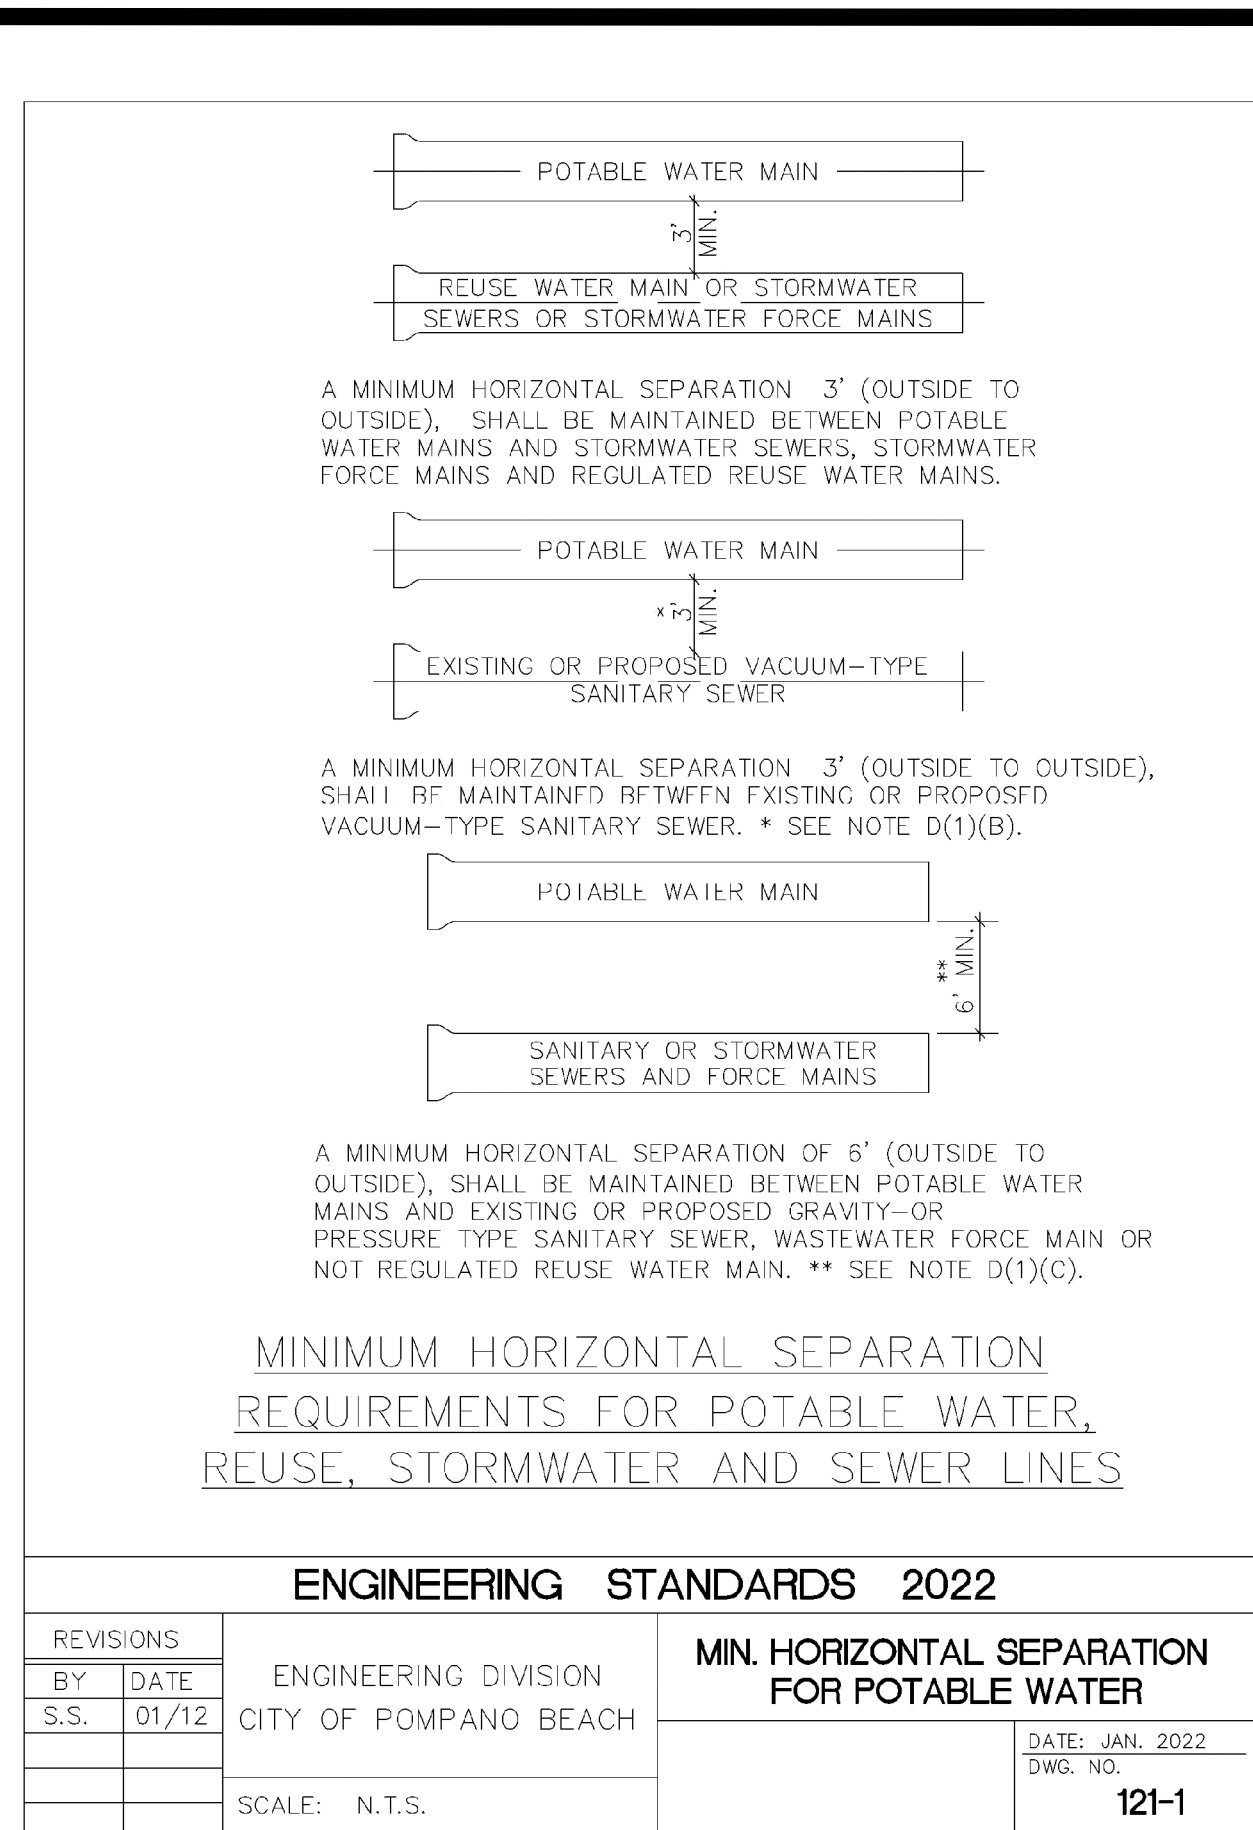 POTABLE WATER MAIN
3' MIN.
REUSE WATER MAIN OR STORMWATER
SEWERS OR STORMWATER FORCE MAINS
A MINIMUM HORIZONTAL SEPARATION 3' (OUTSIDE TO
OUTSIDE), SHALL BE MAINTAINED BETWEEN POTABLE
WATER MAINS AND STORMWATER SEWERS, STORMWATER
FORCE MAINS AND REGULATED REUSE WATER MAINS.
POTABLE WATER MAIN
* 3' MIN.
EXISTING OR PROPOSED VACUUM-TYPE
SANITARY SEWER
A MINIMUM HORIZONTAL SEPARATION 3' (OUTSIDE TO OUTSIDE),
SHALL BE MAINTAINED BETWEEN EXISTING OR PROPOSED
VACUUM-TYPE SANITARY SEWER. * SEE NOTE D(1)(B).
POTABLE WATER MAIN
**
6' MIN.
SANITARY OR STORMWATER
SEWERS AND FORCE MAINS
A MINIMUM HORIZONTAL SEPARATION OF 6' (OUTSIDE TO
OUTSIDE), SHALL BE MAINTAINED BETWEEN POTABLE WATER
MAINS AND EXISTING OR PROPOSED GRAVITY-OR
PRESSURE TYPE SANITARY SEWER, WASTEWATER FORCE MAIN OR
NOT REGULATED REUSE WATER MAIN. ** SEE NOTE D(1)(C).
MINIMUM HORIZONTAL SEPARATION
REQUIREMENTS FOR POTABLE WATER,
REUSE, STORMWATER AND SEWER LINES
ENGINEERING STANDARDS 2022
REVISIONS
BY DATE
S.S. 01/12
ENGINEERING DIVISION
CITY OF POMPANO BEACH
SCALE: N.T.S.
MIN. HORIZONTAL SEPARATION
FOR POTABLE WATER
DATE: JAN. 2022
DWG. NO.
121-1